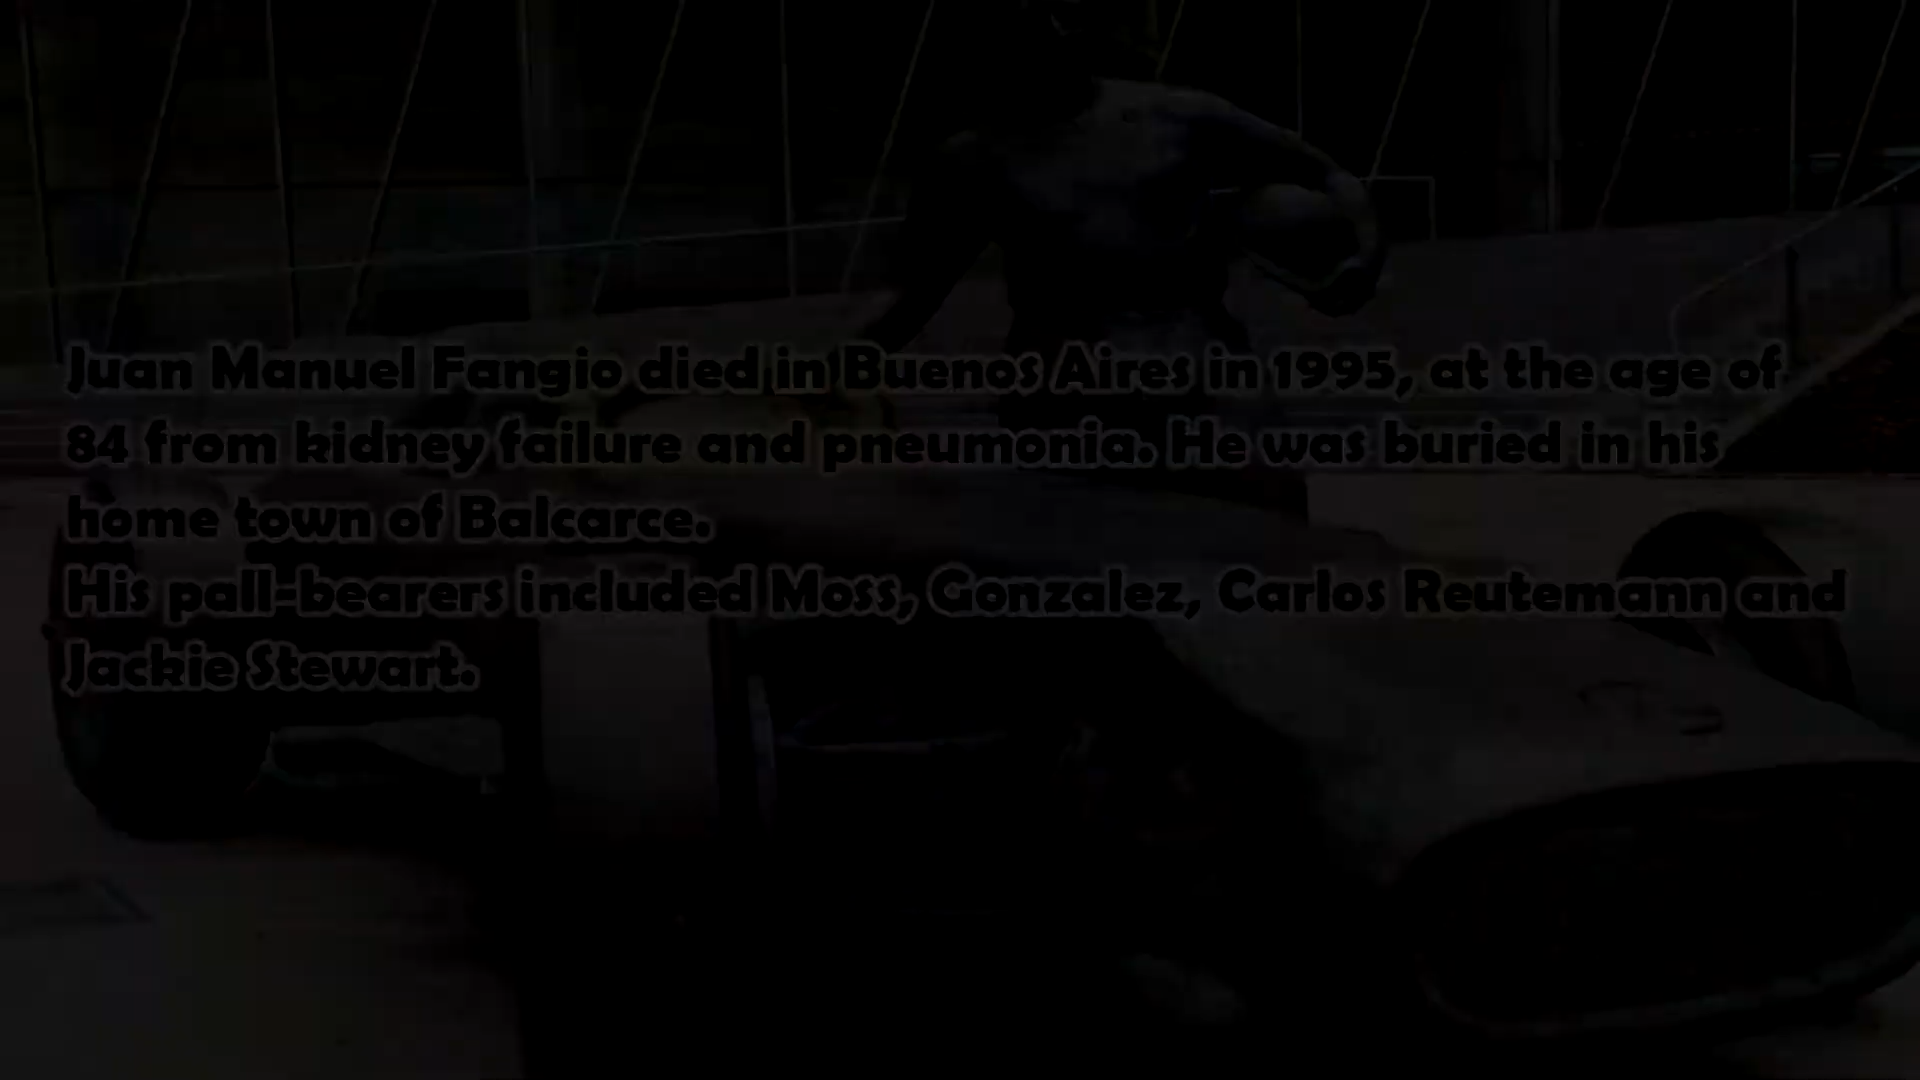 Juan Manuel Fangio died in Buenos Aires in 1995, at the age of
84 from kidney failure and pneumonia. He was buried in his
home town of Balcarce.
His pall-bearers included Moss, Gonzalez, Carlos Reutemann and
Jackie Stewart.